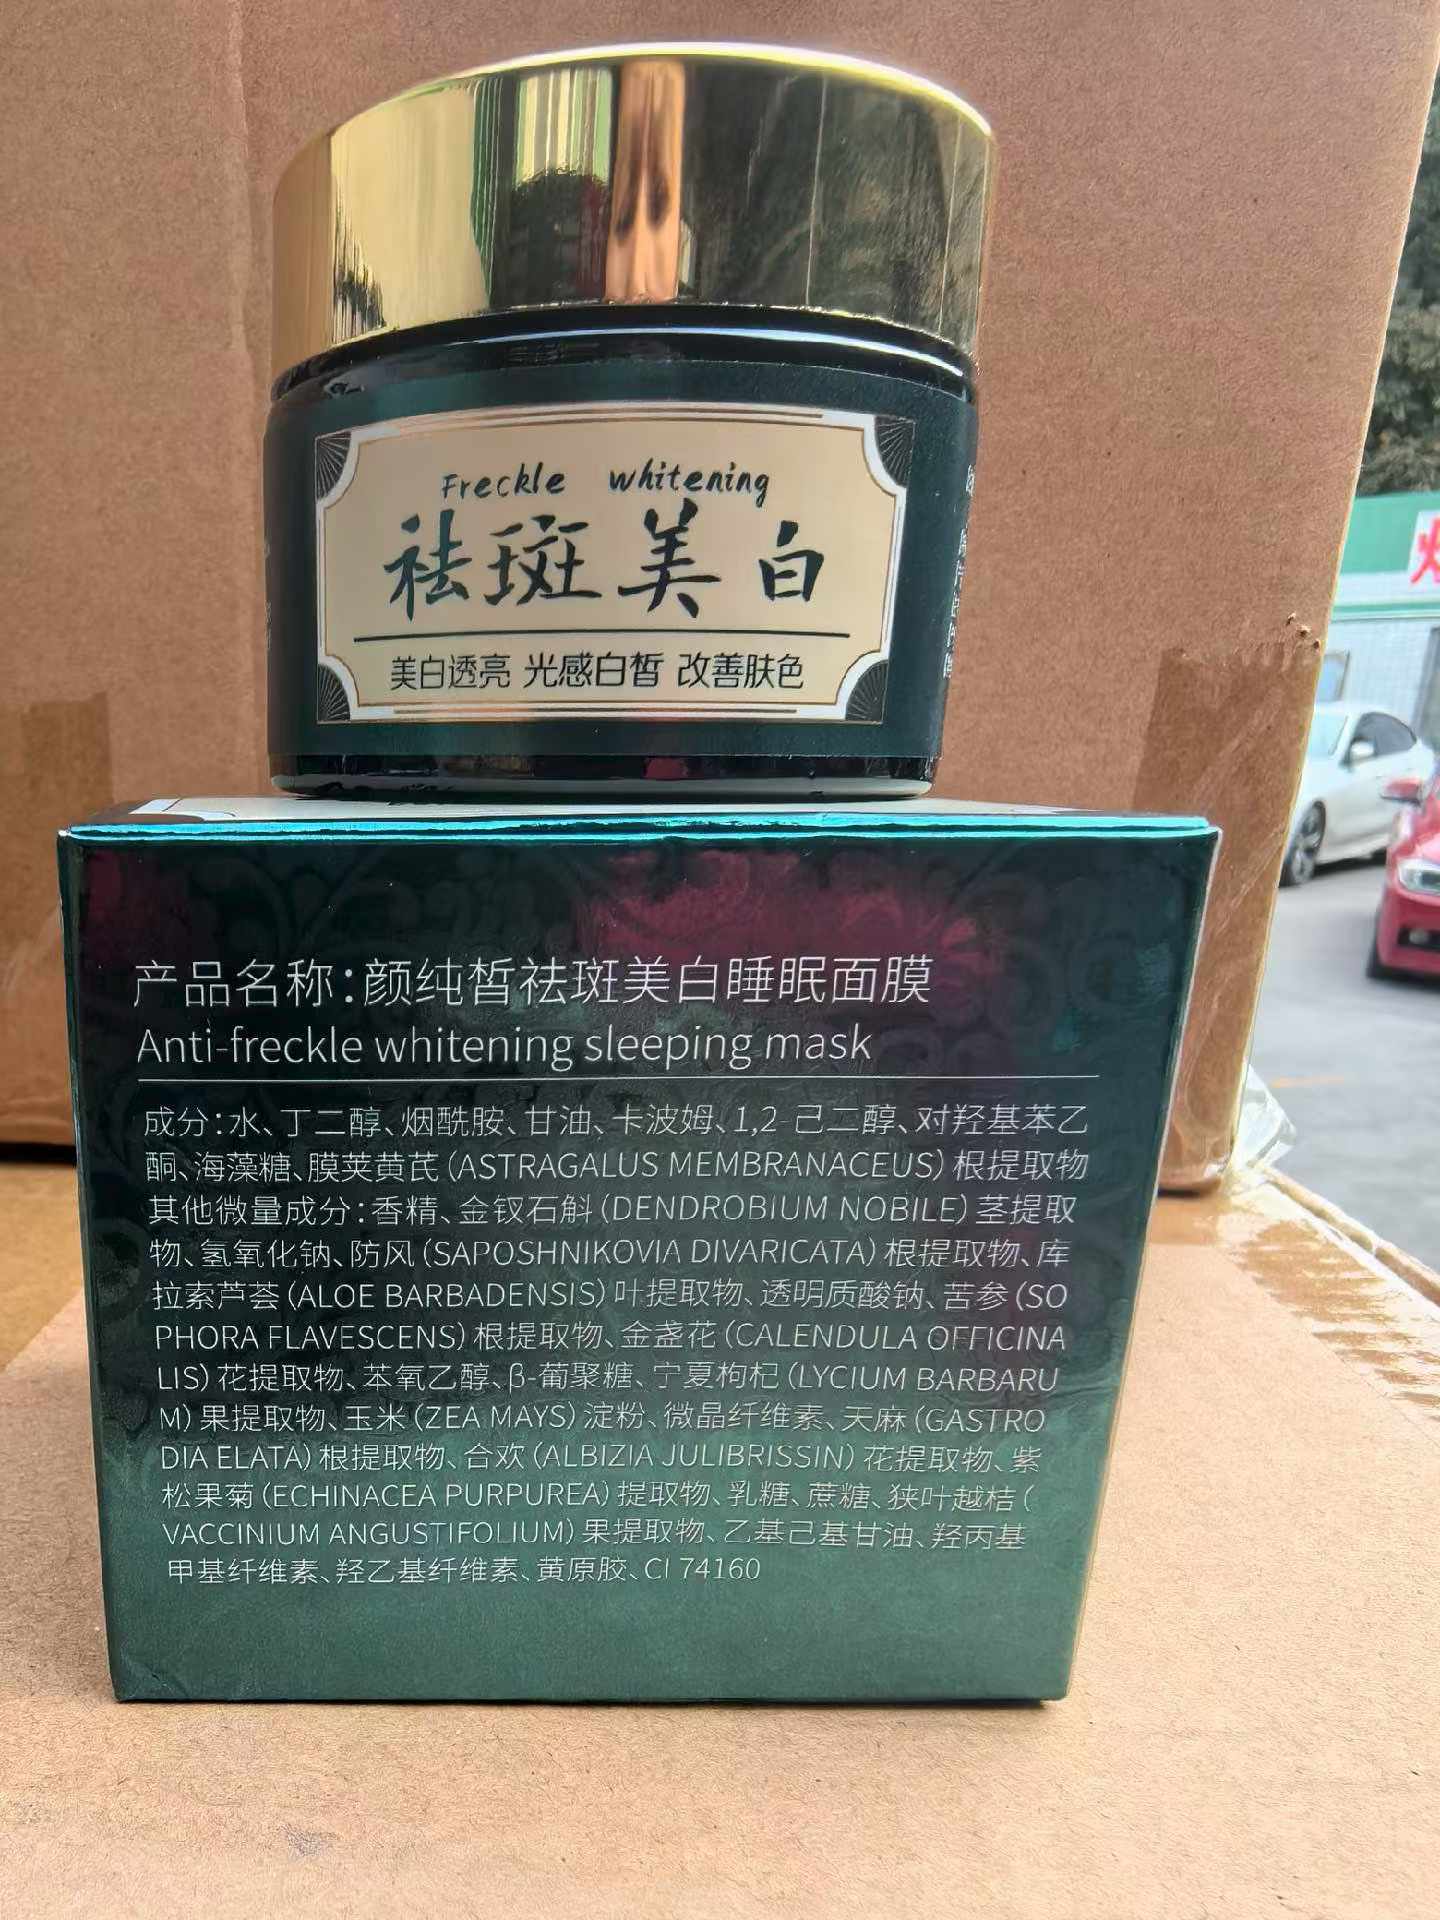 Freckle whitening
祛斑美白
美白透亮 光感白皙 改善肤色
产品名称：颜纯皙祛斑美白睡眠面膜
Anti-freckle whitening sleeping mask
成分：水、丁二醇、烟酰胺、甘油、卡波姆、1,2-己二醇、对羟基苯乙
酮、海藻糖、膜荚黄芪（ASTRAGALUS MEMBRANACEUS）根提取物
其他微量成分：香精、金钗石斛（DENDROBIUM NOBILE）茎提取
物、氢氧化钠、防风（SAPOSHNIKOVIA DIVARICATA）根提取物、库
拉索芦荟（ALOE BARBADENSIS）叶提取物、透明质酸钠、苦参（SO
PHORA FLAVESCENS）根提取物、金盏花（CALENDULA OFFICINA
LIS）花提取物、苯氧乙醇、β-葡聚糖、宁夏枸杞（LYCIUM BARBARU
M）果提取物、玉米（ZEA MAYS）淀粉、微晶纤维素、天麻（GASTRO
DIA ELATA）根提取物、合欢（ALBIZIA JULIBRISSIN）花提取物、紫
松果菊（ECHINACEA PURPUREA）提取物、乳糖、蔗糖、狭叶越桔（
VACCINIUM ANGUSTIFOLIUM）果提取物、乙基己基甘油、羟丙基
甲基纤维素、羟乙基纤维素、黄原胶、CI 74160